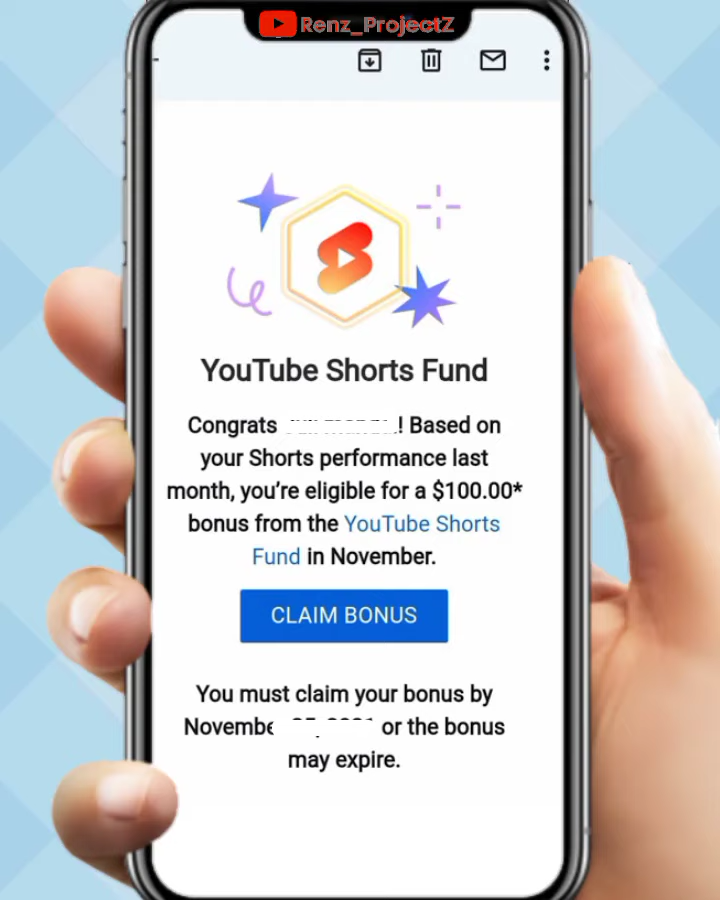 Renz_ProjectZ
YouTube Shorts Fund
Congrats ! Based on
your Shorts performance last
month, you're eligible for a $100.00*
bonus from the YouTube Shorts
Fund in November.
CLAIM BONUS
You must claim your bonus by
or the bonus
may expire.